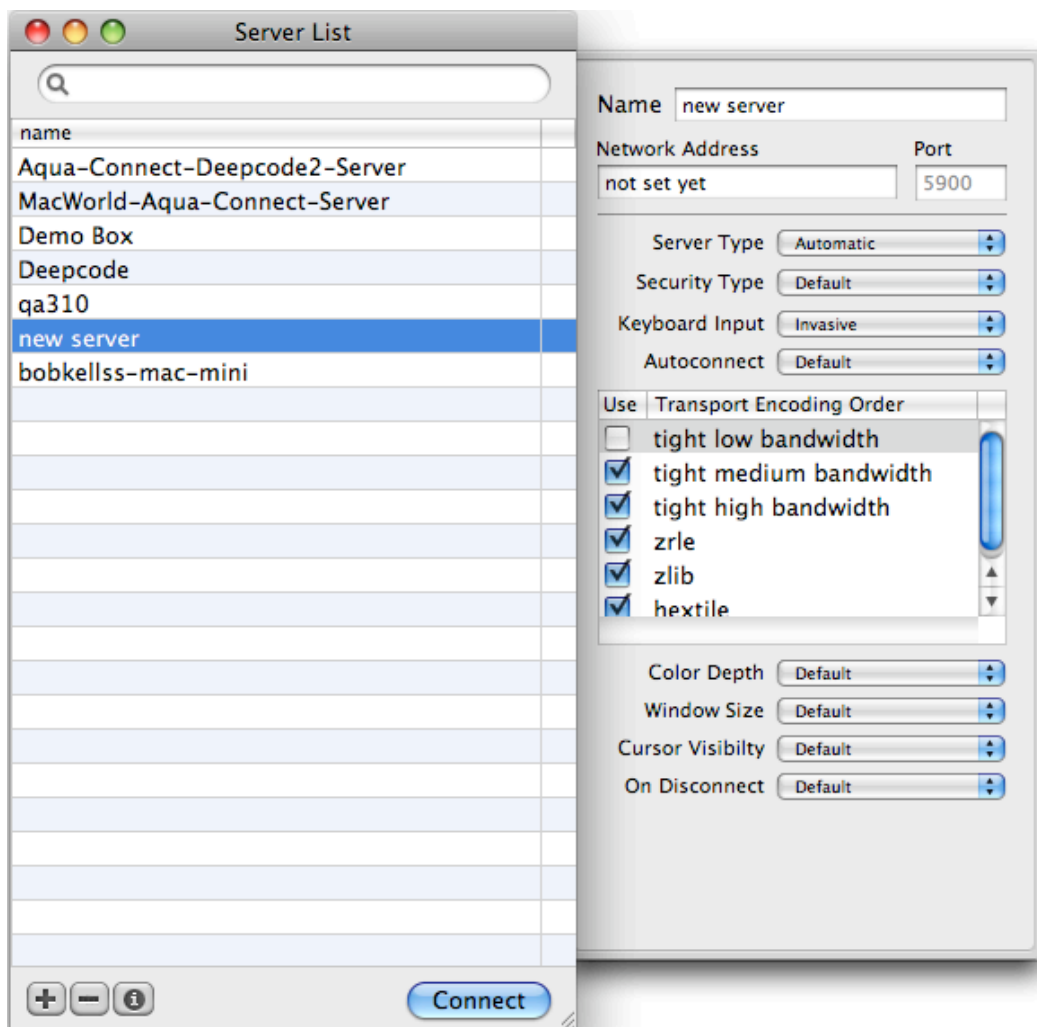 Server List
name
Aqua-Connect-Deepcode2-Server
MacWorld-Aqua-Connect-Server
Demo Box
Deepcode
qa310
new server
bobkellss-mac-mini
Connect
Name new server
Network Address Port
not set yet 5900
Server Type Automatic
Security Type Default
Keyboard Input Invasive
Autoconnect Default
Use Transport Encoding Order
tight low bandwidth
tight medium bandwidth
tight high bandwidth
zrle
zlib
hextile
Color Depth Default
Window Size Default
Cursor Visibilty Default
On Disconnect Default